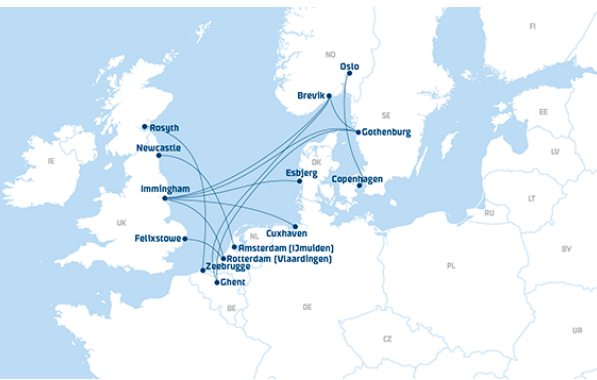 FI
NO
Oslo
Brevik
SE
EE
Gothenburg
Rosyth
LV
Newcastle
IE
DK
Esbjerg
Copenhagen
Immingham
LT
RU
UK
Cuxhaven
Felixstowe
NL
Amsterdam (IJmuiden)
Rotterdam (Vlaardingen)
BY
Zeebrugge
PL
Ghent
BE
DE
UA
CZ